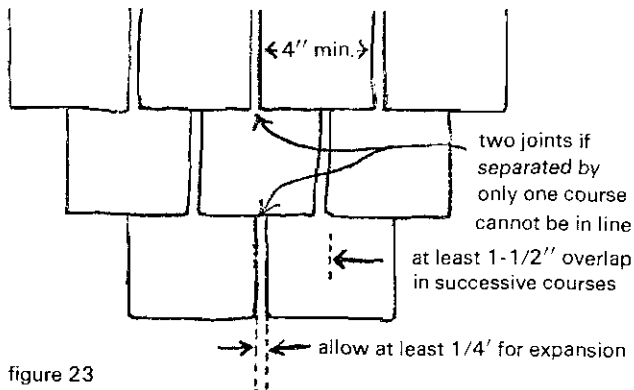 4" min.
two joints if
separated by
only one course
cannot be in line
at least 1-1/2" overlap
in successive courses
allow at least 1/4' for expansion
figure 23